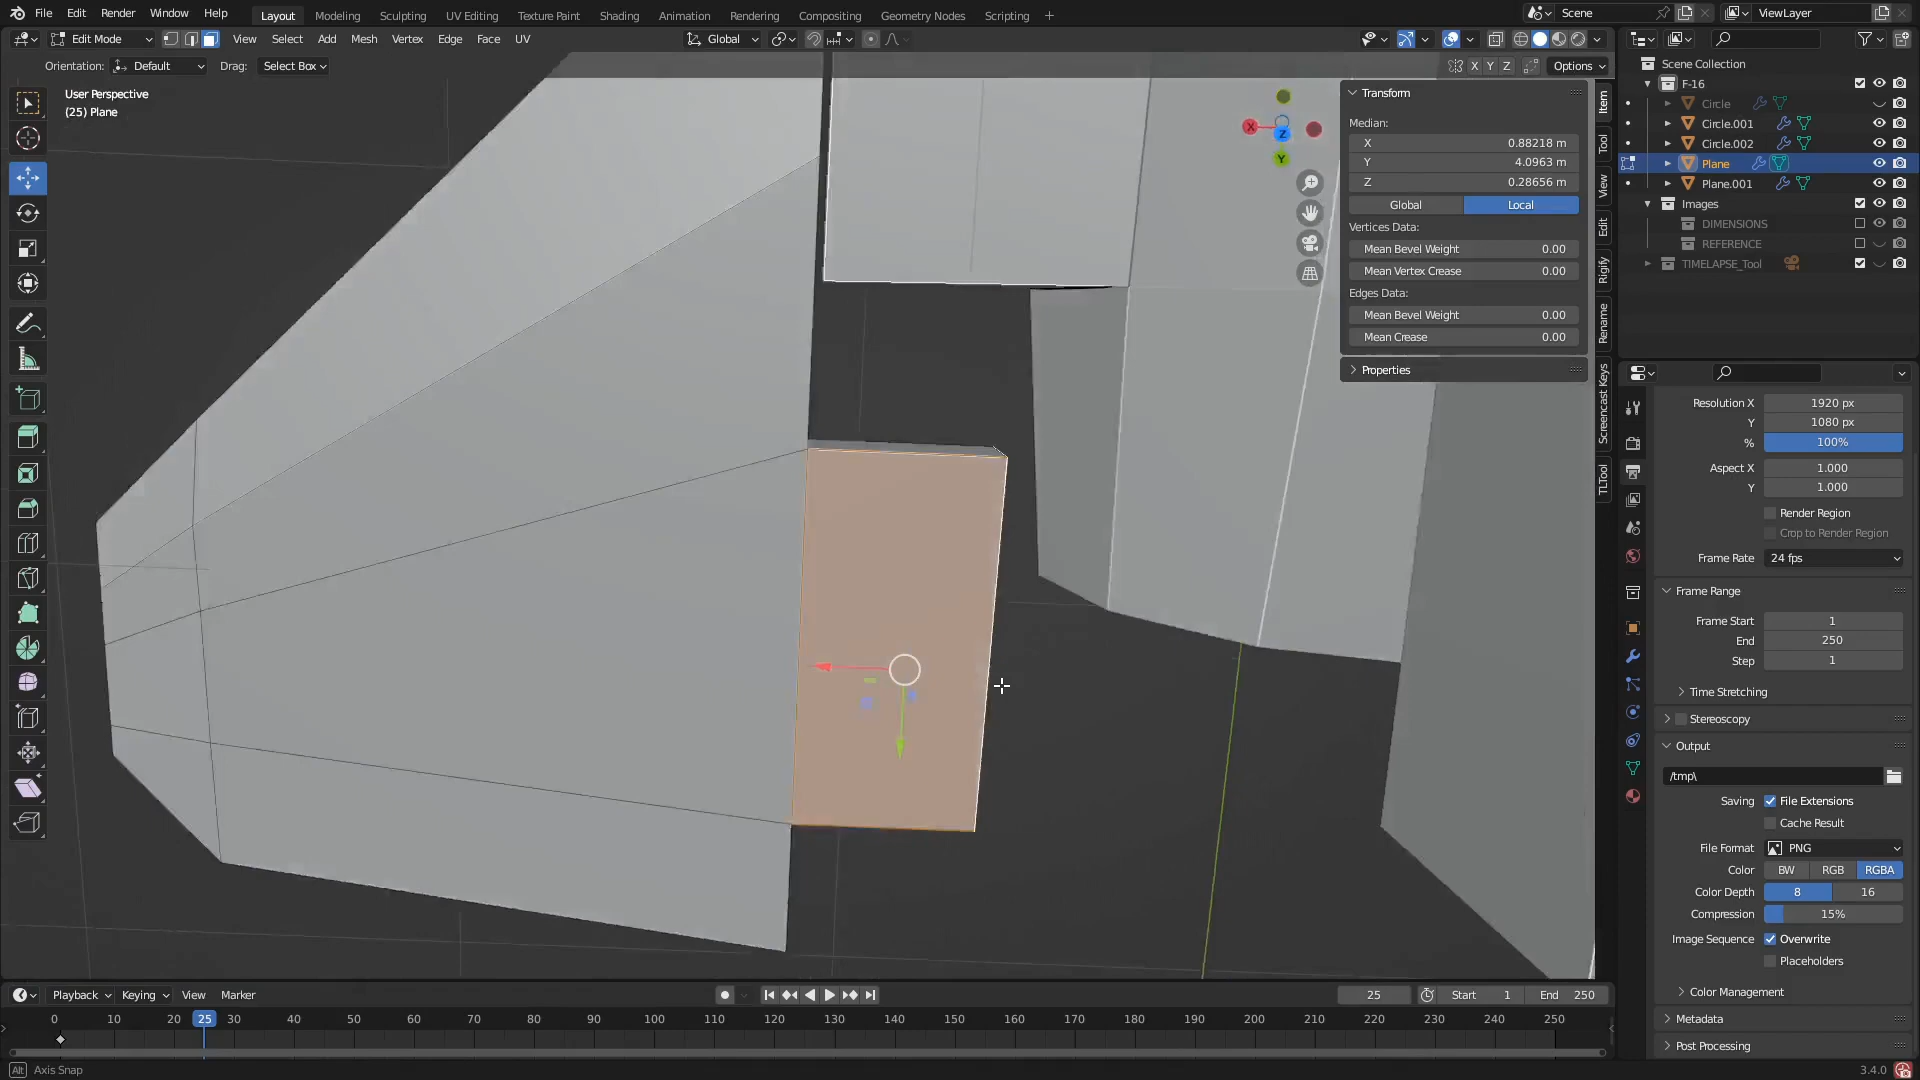 File Edit Render Window Help Layout Modeling Sculpting UV Editing Texture Paint Shading Animation Rendering Compositing Geometry Nodes Scripting + Scene ViewLayer
Edit Mode View Select Add Mesh Vertex Edge Face UV Global
Orientation: Default Drag: Select Box X Y Z Options
User Perspective
(25) Plane
X
Z
Y
Transform
Median:
X 0.88218 m
Y 4.0963 m
Z 0.28656 m
Global Local
Vertices Data:
Mean Bevel Weight 0.00
Mean Vertex Crease 0.00
Edges Data:
Mean Bevel Weight 0.00
Mean Crease 0.00
Properties
Item
Tool
View
Edit
Rigify
Rename
Screencast Keys
TLTool
Scene Collection
F-16
Circle
Circle.001
Circle.002
Plane
Plane.001
Images
DIMENSIONS
REFERENCE
TIMELAPSE_Tool
Resolution X 1920 px
Y 1080 px
% 100%
Aspect X 1.000
Y 1.000
Render Region
Crop to Render Region
Frame Rate 24 fps
Frame Range
Frame Start 1
End 250
Step 1
Time Stretching
Stereoscopy
Output
/tmp\
Saving File Extensions
Cache Result
File Format PNG
Color BW RGB RGBA
Color Depth 8 16
Compression 15%
Image Sequence Overwrite
Placeholders
Color Management
Metadata
Post Processing
Playback Keying View Marker 25 Start 1 End 250
0 10 20 25 30 40 50 60 70 80 90 100 110 120 130 140 150 160 170 180 190 200 210 220 230 240 250
Alt Axis Snap 3.4.0